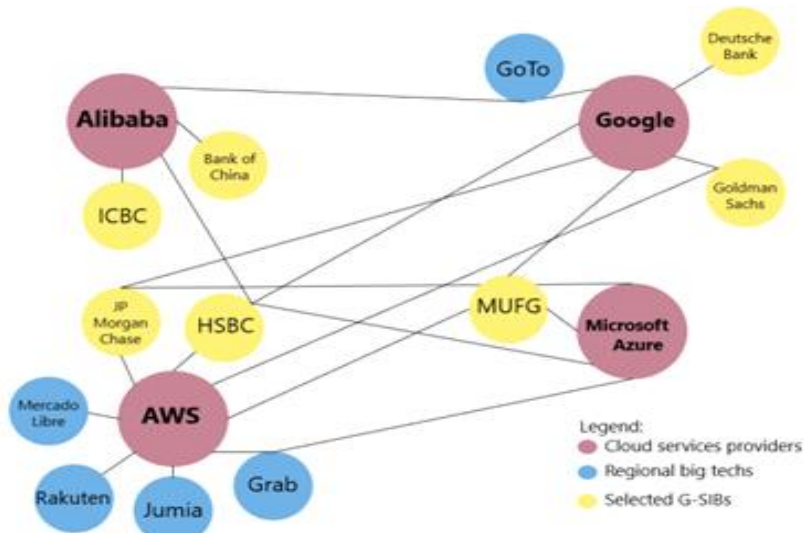 GoTo
Deutsche
Bank
Alibaba
Google
Bank of
China
Goldman
Sachs
ICBC
JP
Morgan
Chase
HSBC
MUFG
Microsoft
Azure
Mercado
Libre
AWS
Rakuten
Jumia
Grab
Legend:
Cloud services providers
Regional big techs
Selected G-SIBs